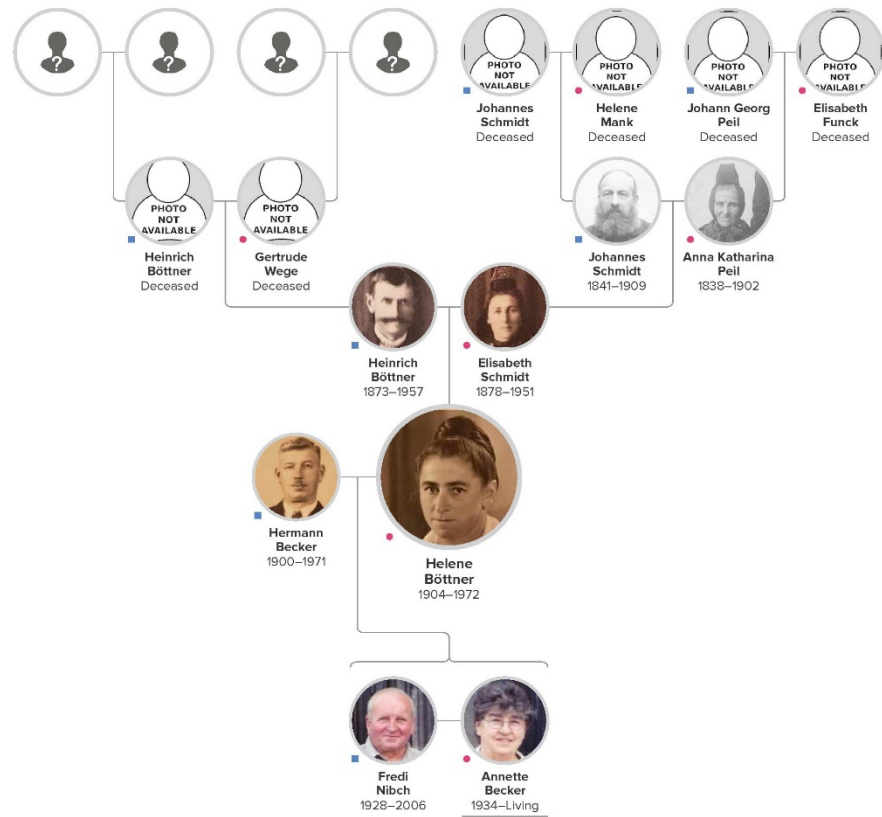 ?
?
?
?
PHOTO
NOT
AVAILABLE
Johannes
Schmidt
Deceased
PHOTO
NOT
AVAILABLE
Helene
Mank
Deceased
PHOTO
NOT
AVAILABLE
Johann Georg
Peil
Deceased
PHOTO
NOT
AVAILABLE
Elisabeth
Funck
Deceased
PHOTO
NOT
AVAILABLE
Heinrich
Böttner
Deceased
PHOTO
NOT
AVAILABLE
Gertrude
Wege
Deceased
Johannes
Schmidt
1841–1909
Anna Katharina
Peil
1838–1902
Heinrich
Böttner
1873–1957
Elisabeth
Schmidt
1878–1951
Hermann
Becker
1900–1971
Helene
Böttner
1904–1972
Fredi
Nibch
1928–2006
Annette
Becker
1934–Living